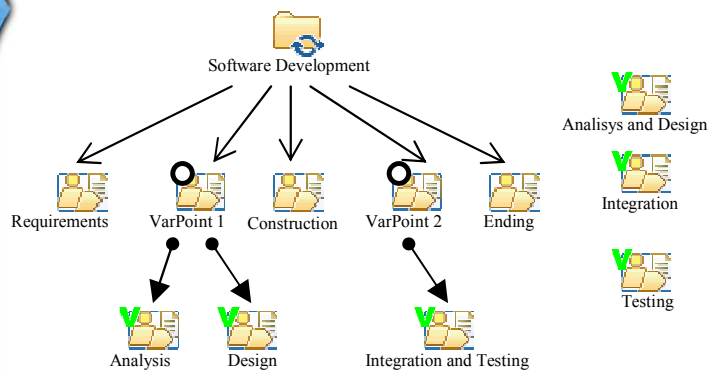 Software Development
Analisys and Design
Requirements
VarPoint 1
Construction
VarPoint 2
Ending
Integration
Analysis
Design
Integration and Testing
Testing